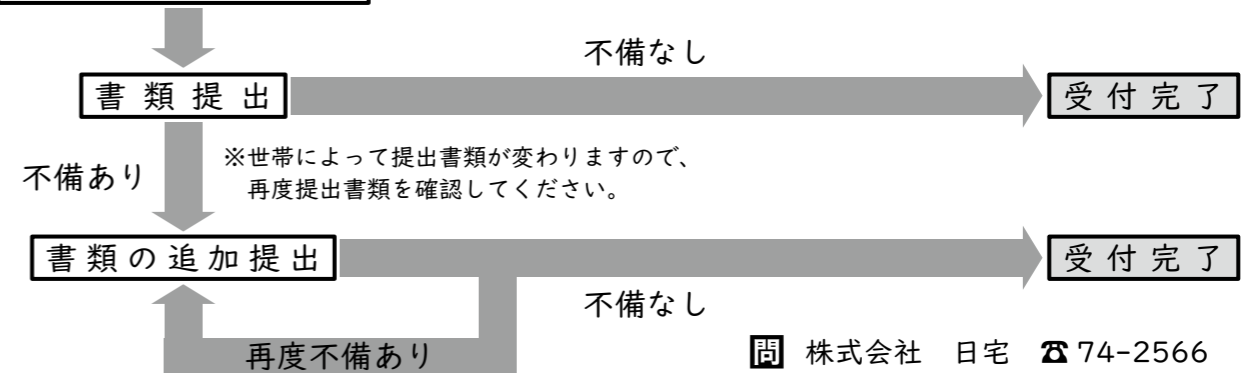 不備なし
書類提出
受付完了
不備あり
※世帯によって提出書類が変わりますので、
再度提出書類を確認してください。
書類の追加提出
受付完了
不備なし
再度不備あり
問 株式会社 日宅 ☎74-2566